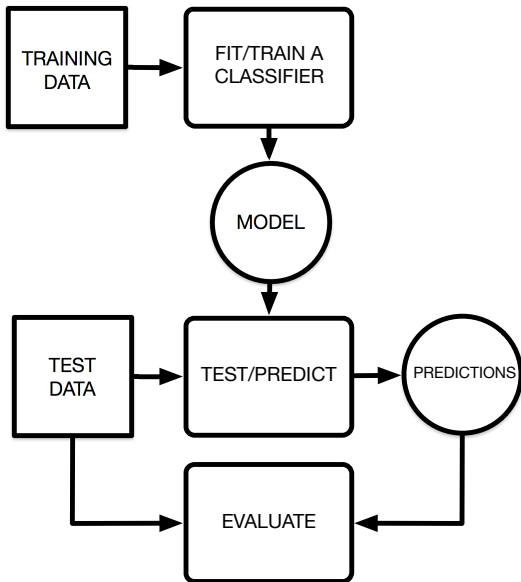 TRAINING
DATA
FIT/TRAIN A
CLASSIFIER
MODEL
TEST
DATA
TEST/PREDICT
PREDICTIONS
EVALUATE